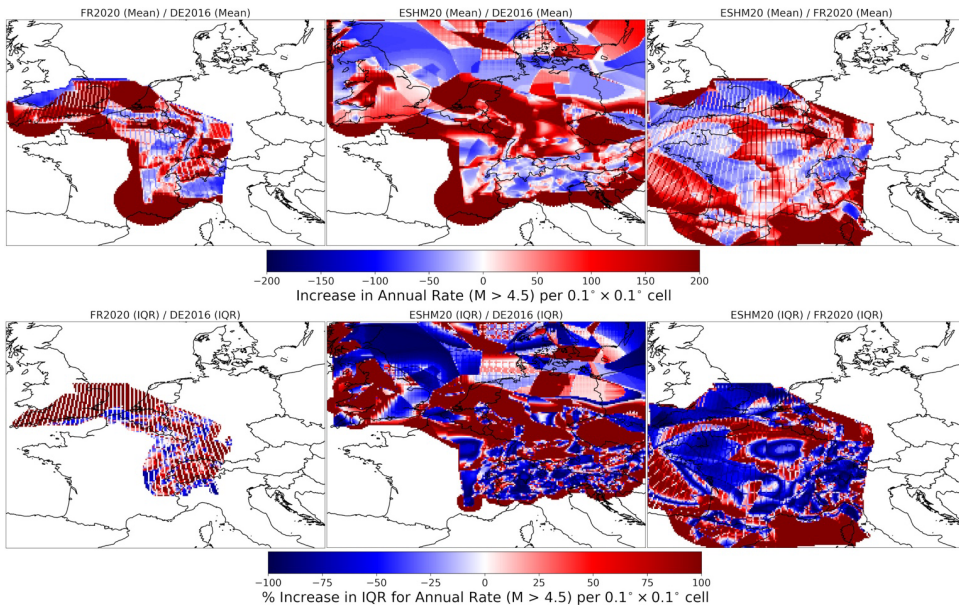 FR2020 (Mean) / DE2016 (Mean)
ESHM20 (Mean) / DE2016 (Mean)
ESHM20 (Mean) / FR2020 (Mean)
−200 −150 −100 −50 0 50 100 150 200
Increase in Annual Rate (M > 4.5) per 0.1° × 0.1° cell
FR2020 (IQR) / DE2016 (IQR)
ESHM20 (IQR) / DE2016 (IQR)
ESHM20 (IQR) / FR2020 (IQR)
−100 −75 −50 −25 0 25 50 75 100
% Increase in IQR for Annual Rate (M > 4.5) per 0.1° × 0.1° cell